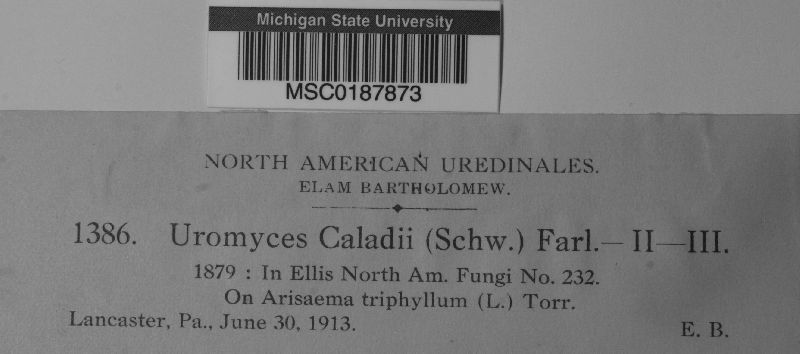 Michigan State University
MSC0187873
NORTH AMERICAN UREDINALES.
ELAM BARTHOLOMEW.
1386. Uromyces Caladii (Schw.) Farl.—II—III.
1879 : In Ellis North Am. Fungi No. 232.
On Arisaema triphyllum (L.) Torr.
Lancaster, Pa., June 30, 1913. E. B.